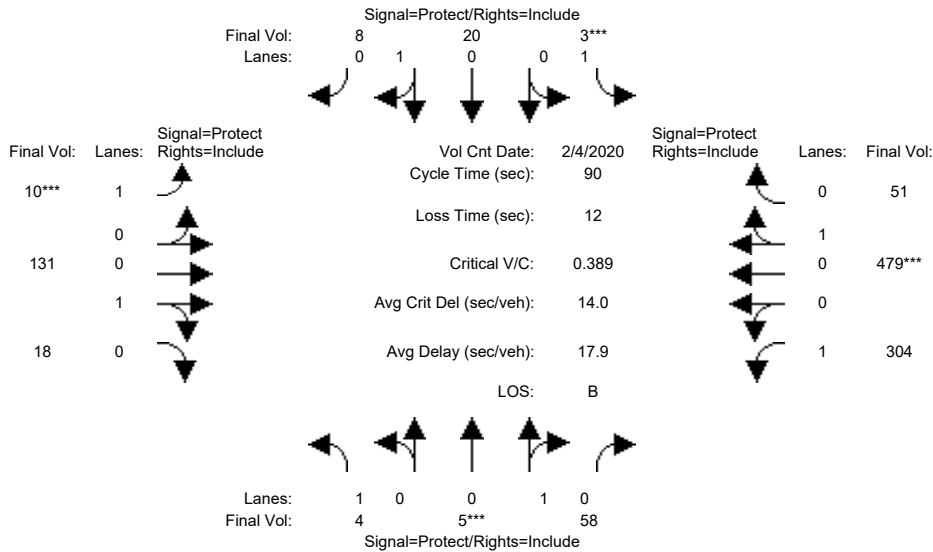 Signal=Protect/Rights=Include
Final Vol: 8 20 3***
Lanes: 0 1 0 0 1
Signal=Protect Signal=Protect
Final Vol: Lanes: Rights=Include Vol Cnt Date: 2/4/2020 Rights=Include Lanes: Final Vol:
Cycle Time (sec): 90
10*** 1 0 51
Loss Time (sec): 12
0 1
131 0 Critical V/C: 0.389 0 479***
1 Avg Crit Del (sec/veh): 14.0 0
18 0 Avg Delay (sec/veh): 17.9 1 304
LOS: B
Lanes: 1 0 0 1 0
Final Vol: 4 5*** 58
Signal=Protect/Rights=Include